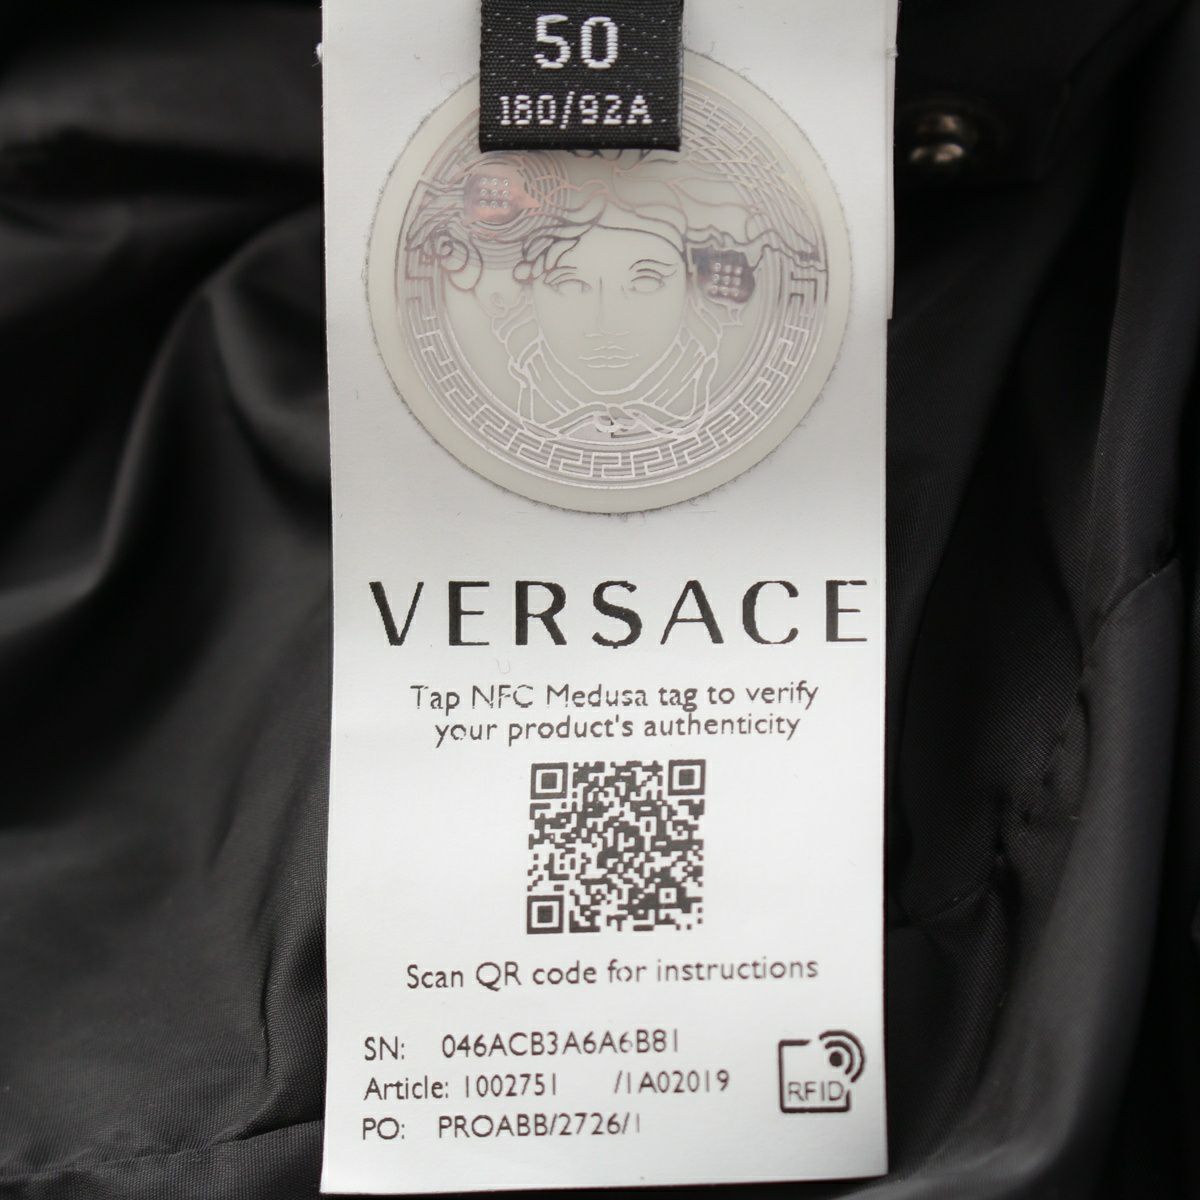 50
180/92A
VERSACE
Tap NFC Medusa tag to verify
your product's authenticity
Scan QR code for instructions
SN: 046ACB3A6A6B81
Article: 1002751 /1A02019
PO: PROABB/2726/1
RFID